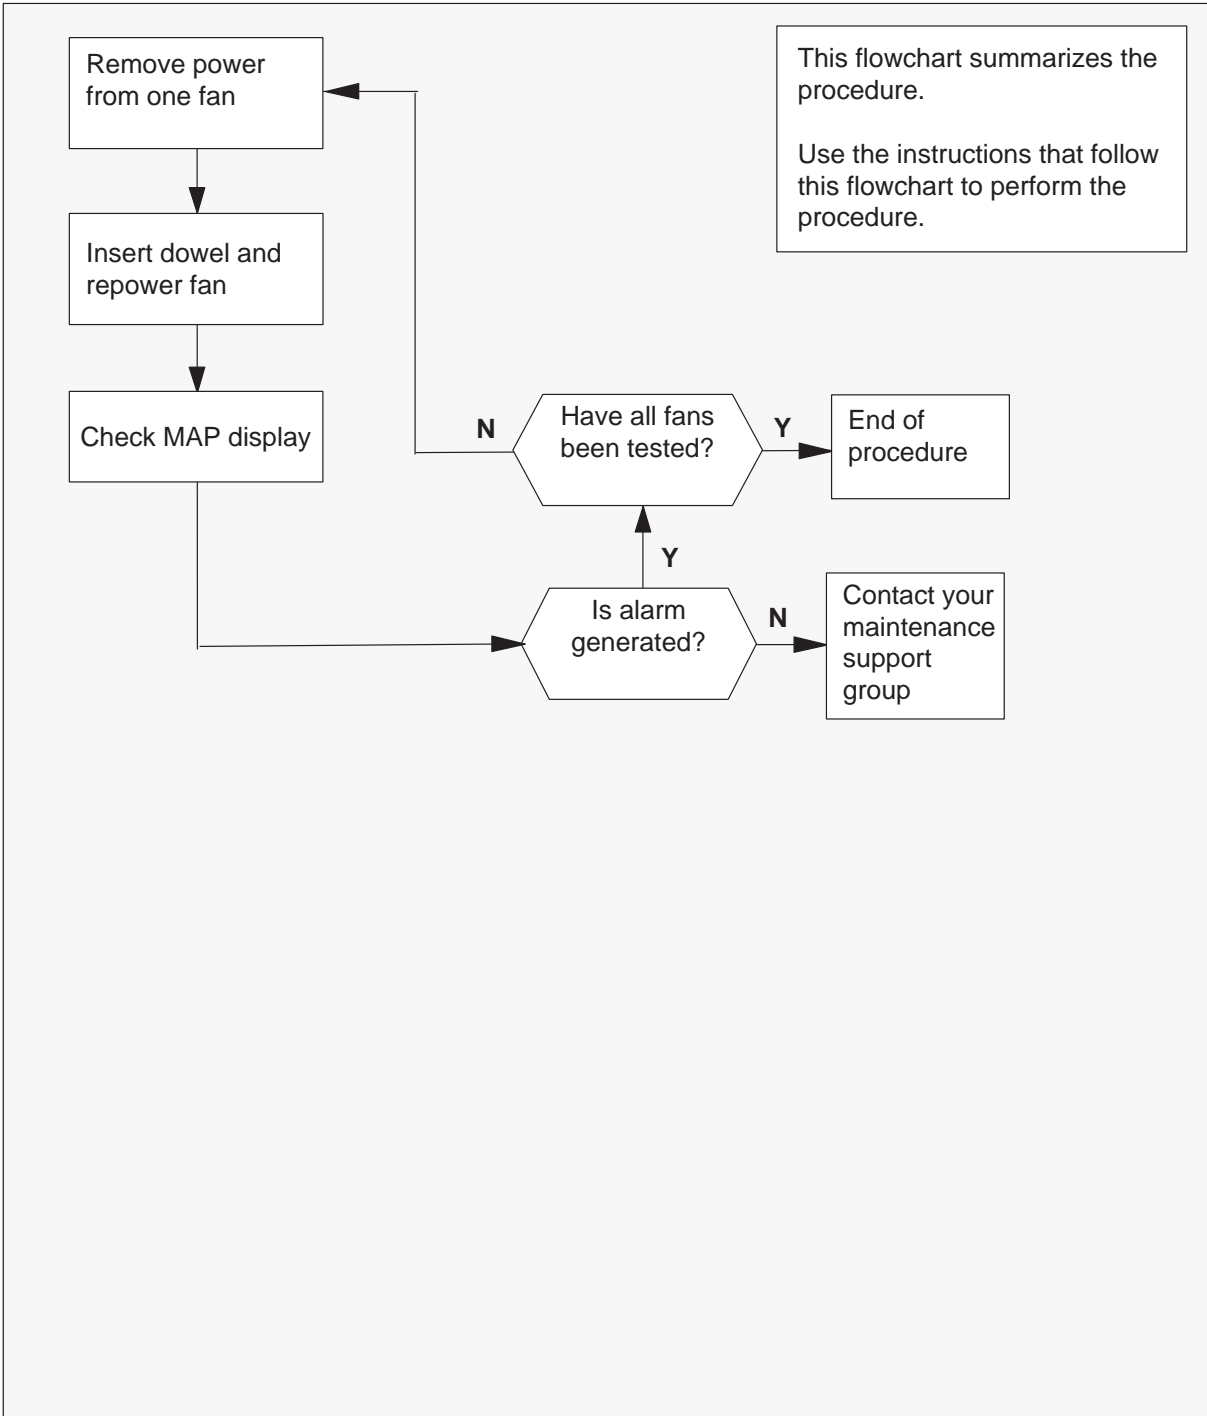 Remove power
from one fan
This flowchart summarizes the
procedure.
Use the instructions that follow
this flowchart to perform the
procedure.
Insert dowel and
repower fan
Check MAP display
N
Have all fans
been tested?
Y
End of
procedure
Y
Is alarm
generated?
N
Contact your
maintenance
support
group